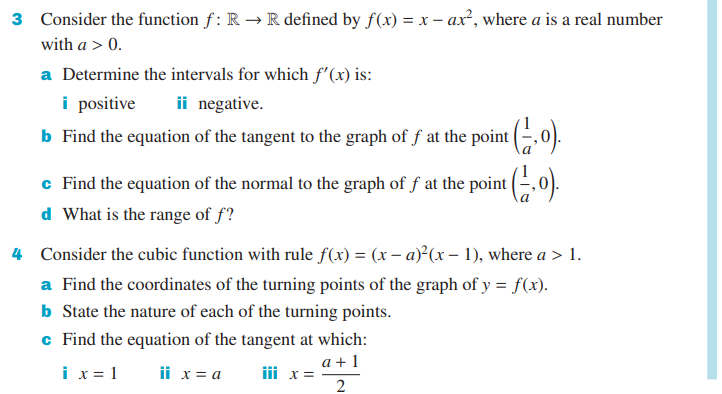 3 Consider the function f: ℝ → ℝ defined by f(x) = x − ax², where a is a real number
with a > 0.
a Determine the intervals for which f′(x) is:
i positive ii negative.
b Find the equation of the tangent to the graph of f at the point (1/a, 0).
c Find the equation of the normal to the graph of f at the point (1/a, 0).
d What is the range of f?
4 Consider the cubic function with rule f(x) = (x − a)²(x − 1), where a > 1.
a Find the coordinates of the turning points of the graph of y = f(x).
b State the nature of each of the turning points.
c Find the equation of the tangent at which:
i x = 1 ii x = a iii x = (a + 1)/2